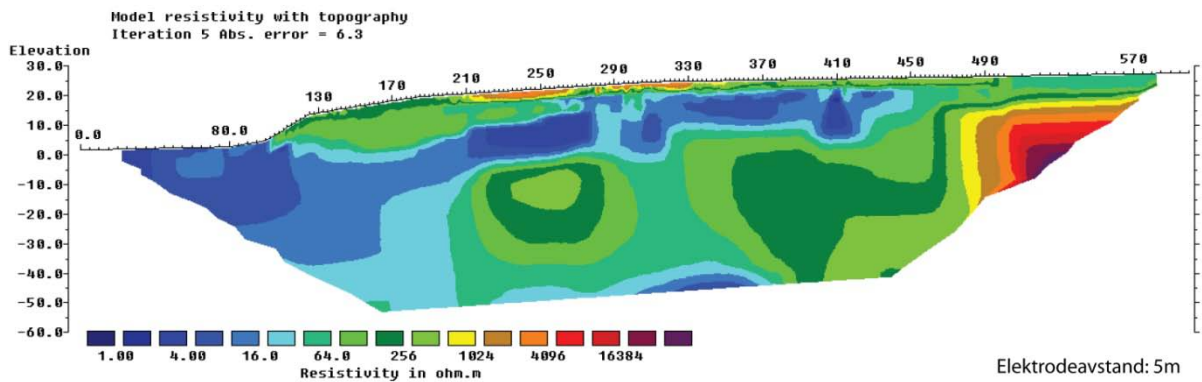 Model resistivity with topography
Iteration 5 Abs. error = 6.3
Elevation
30.0
20.0
10.0
0.0
-10.0
-20.0
-30.0
-40.0
-50.0
-60.0
0.0 80.0 130 170 210 250 290 330 370 410 450 490 570
1.00 4.00 16.0 64.0 256 1024 4096 16384
Resistivity in ohm.m
Elektrodeavstand: 5m